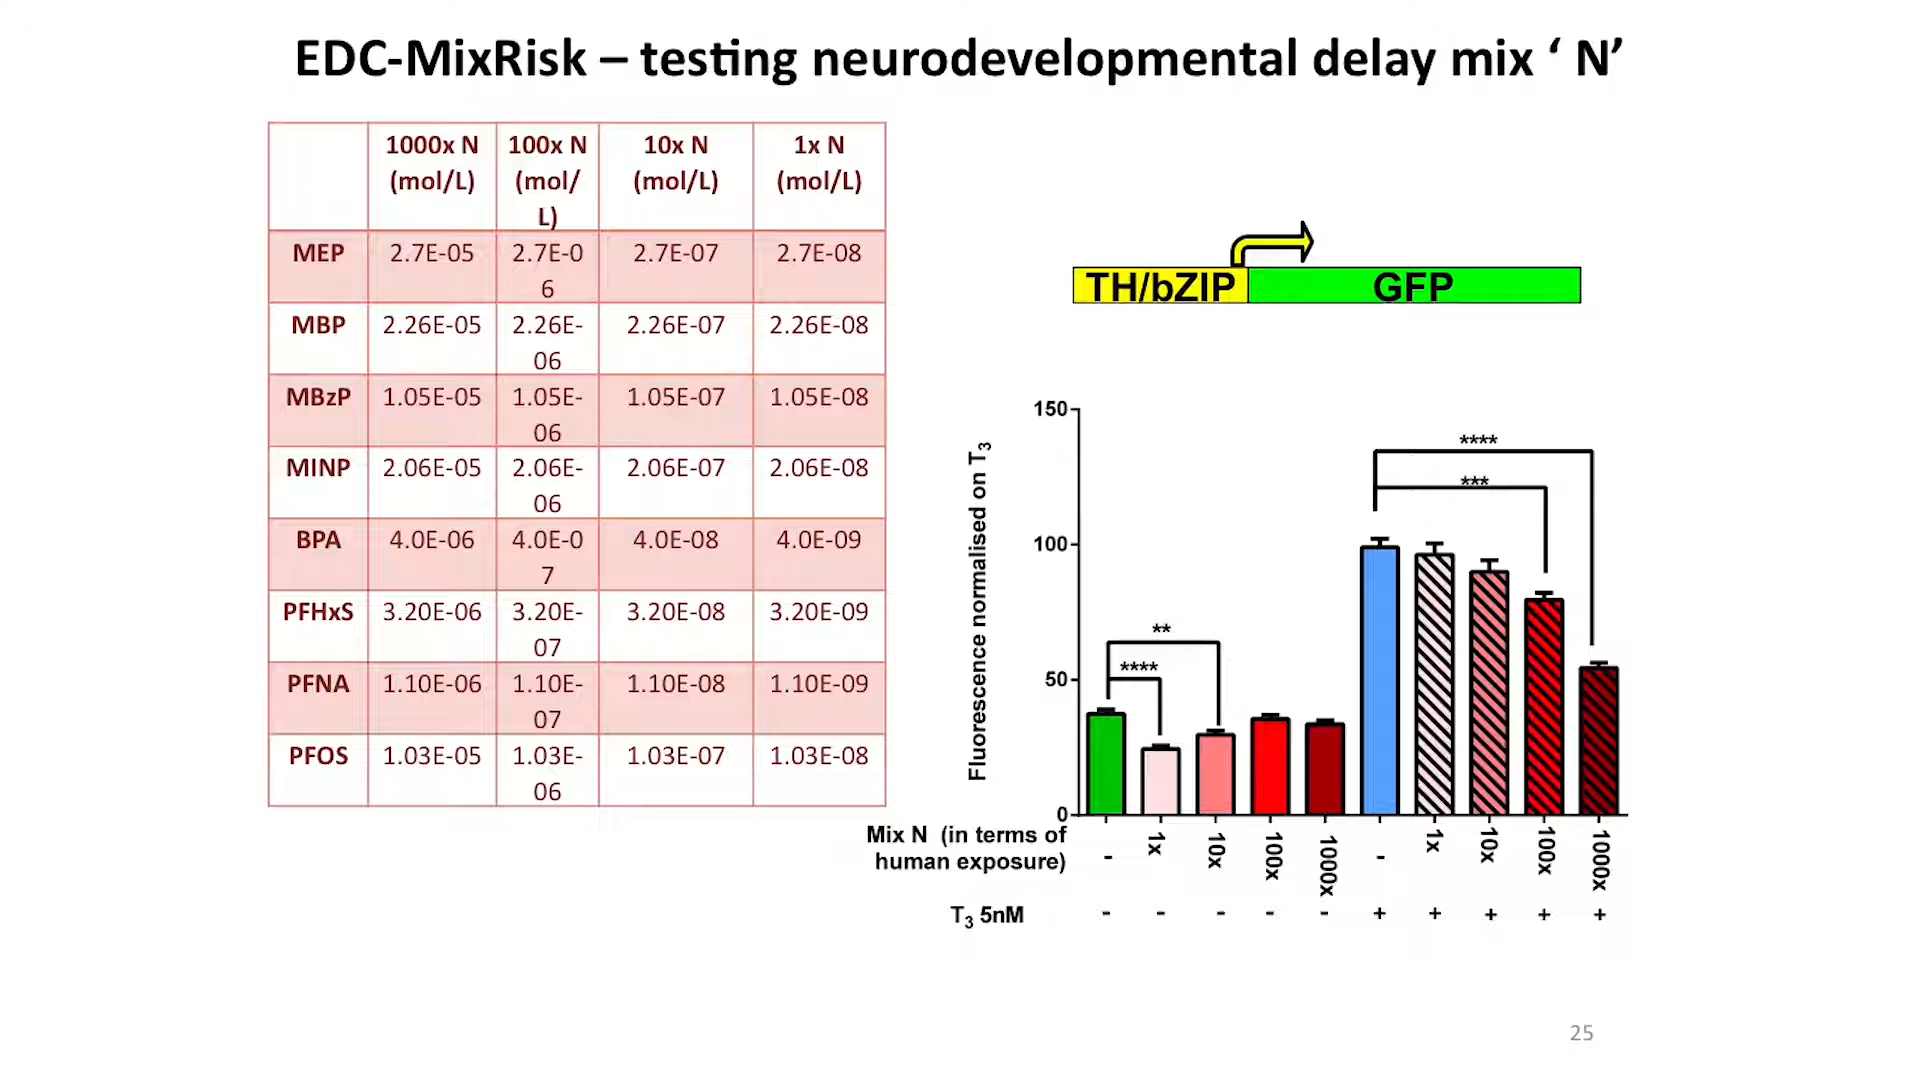 EDC-MixRisk – testing neurodevelopmental delay mix ‘ N’
1000x N (mol/L) 100x N (mol/ L) 10x N (mol/L) 1x N (mol/L)
MEP 2.7E-05 2.7E-0 6 2.7E-07 2.7E-08
MBP 2.26E-05 2.26E- 06 2.26E-07 2.26E-08
MBzP 1.05E-05 1.05E- 06 1.05E-07 1.05E-08
MINP 2.06E-05 2.06E- 06 2.06E-07 2.06E-08
BPA 4.0E-06 4.0E-0 7 4.0E-08 4.0E-09
PFHxS 3.20E-06 3.20E- 07 3.20E-08 3.20E-09
PFNA 1.10E-06 1.10E- 07 1.10E-08 1.10E-09
PFOS 1.03E-05 1.03E- 06 1.03E-07 1.03E-08
TH/bZIP GFP
Fluorescence normalised on T3
150
100
50
0
****
***
**
****
Mix N (in terms of
human exposure)
- 1x 10x 100x 1000x - 1x 10x 100x 1000x
T3 5nM - - - - - + + + + +
25